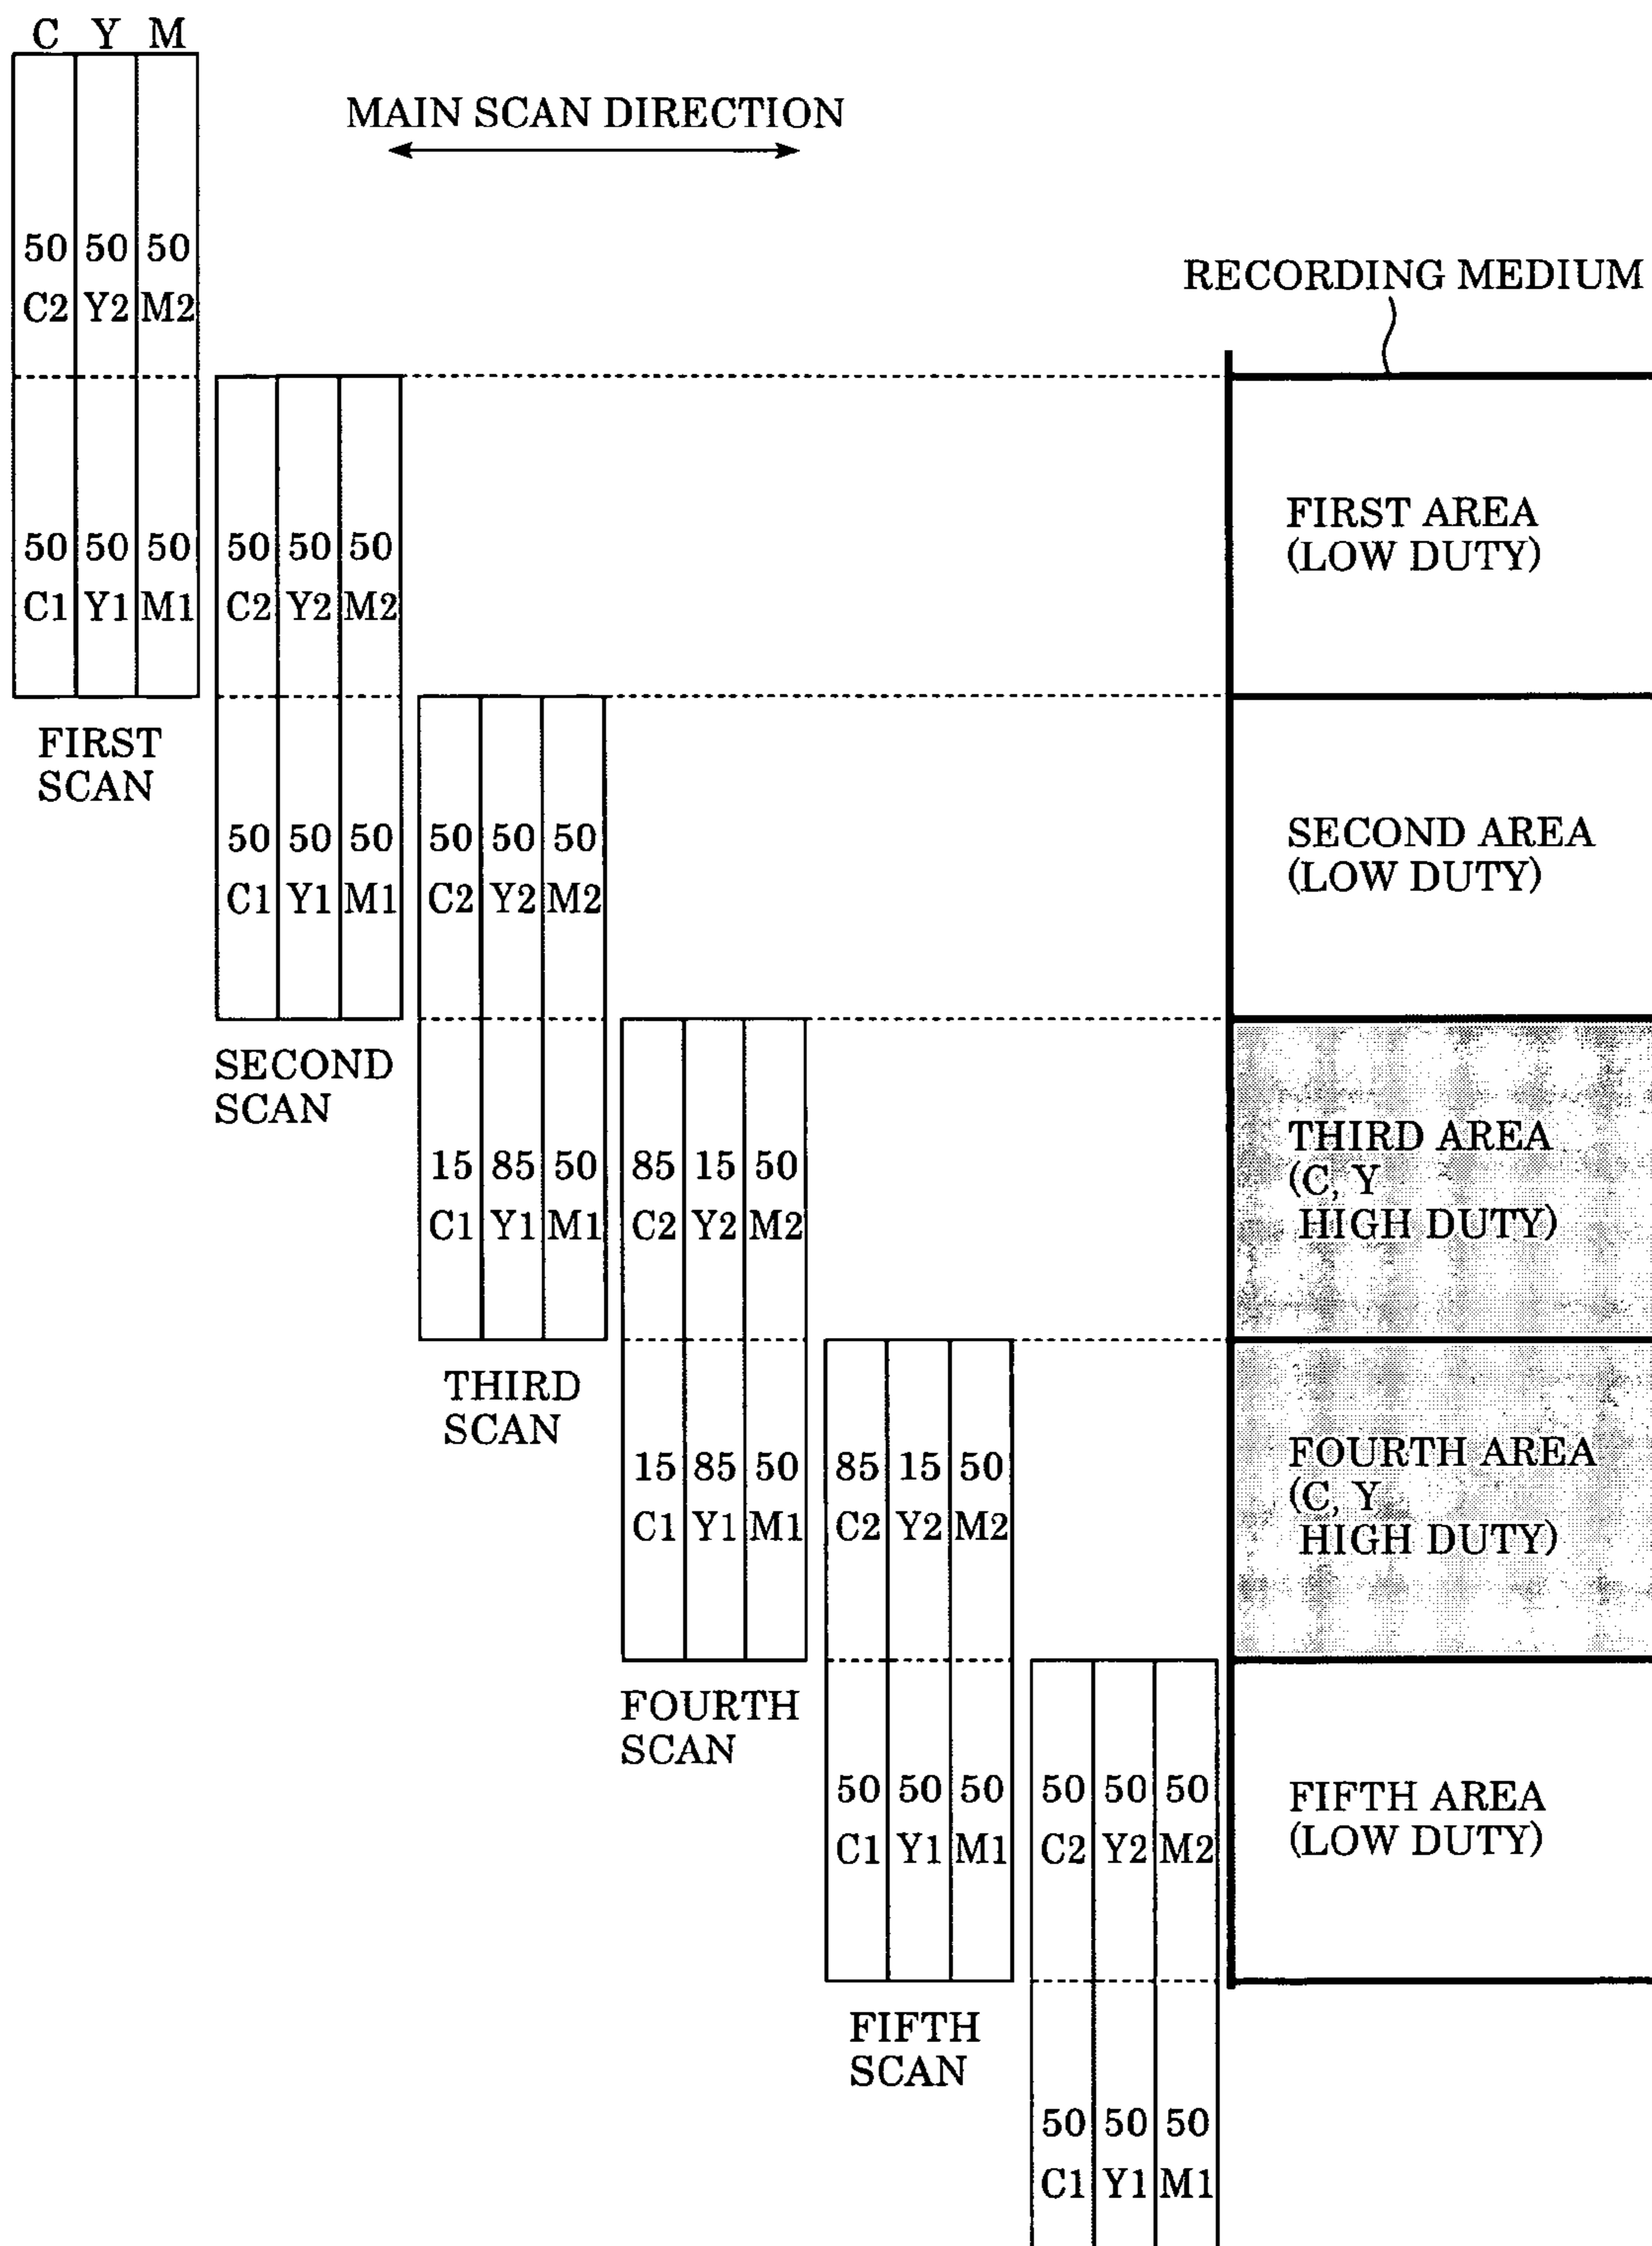 C Y M
MAIN SCAN DIRECTION
50 50 50
C2 Y2 M2
RECORDING MEDIUM
50 50 50 50 50 50
C1 Y1 M1 C2 Y2 M2
FIRST AREA
(LOW DUTY)
FIRST
SCAN
50 50 50 50 50 50
C1 Y1 M1 C2 Y2 M2
SECOND AREA
(LOW DUTY)
SECOND
SCAN
15 85 50 85 15 50
C1 Y1 M1 C2 Y2 M2
THIRD AREA
(C, Y
HIGH DUTY)
THIRD
SCAN
15 85 50 85 15 50
C1 Y1 M1 C2 Y2 M2
FOURTH AREA
(C, Y
HIGH DUTY)
FOURTH
SCAN
50 50 50 50 50 50
C1 Y1 M1 C2 Y2 M2
FIFTH AREA
(LOW DUTY)
FIFTH
SCAN
50 50 50
C1 Y1 M1